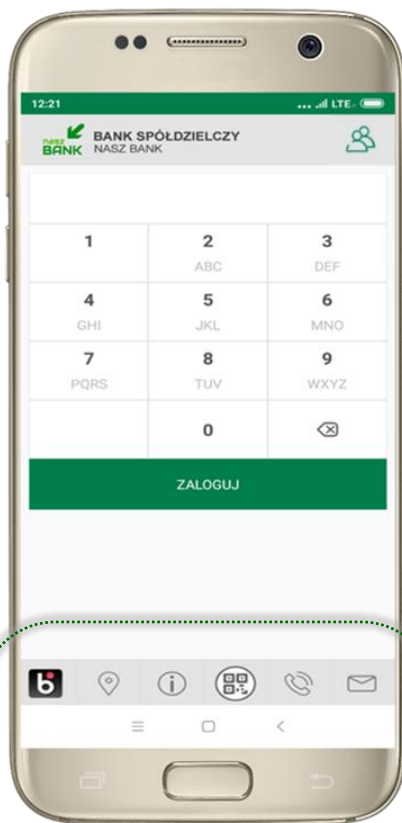 12:21
LTE
nasz BANK
BANK SPÓŁDZIELCZY
NASZ BANK
1 2 3
ABC DEF
4 5 6
GHI JKL MNO
7 8 9
PQRS TUV WXYZ
0
ZALOGUJ
b
i